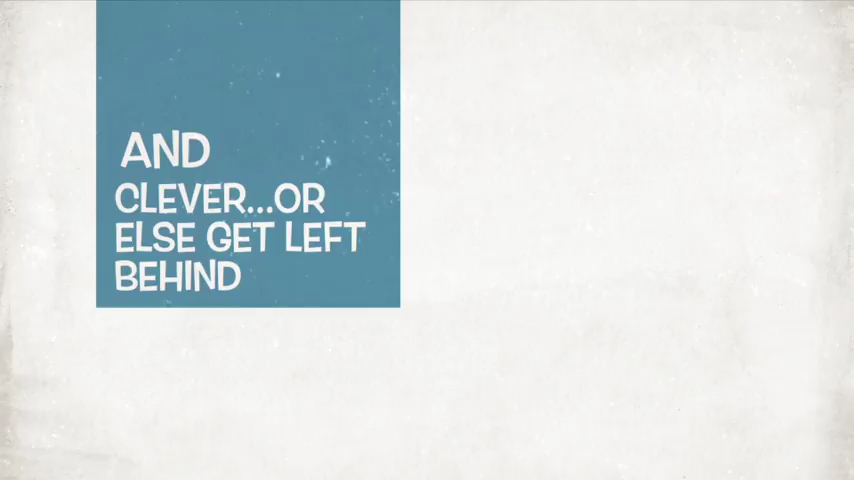 AND
CLEVER...OR
ELSE GET LEFT
BEHIND